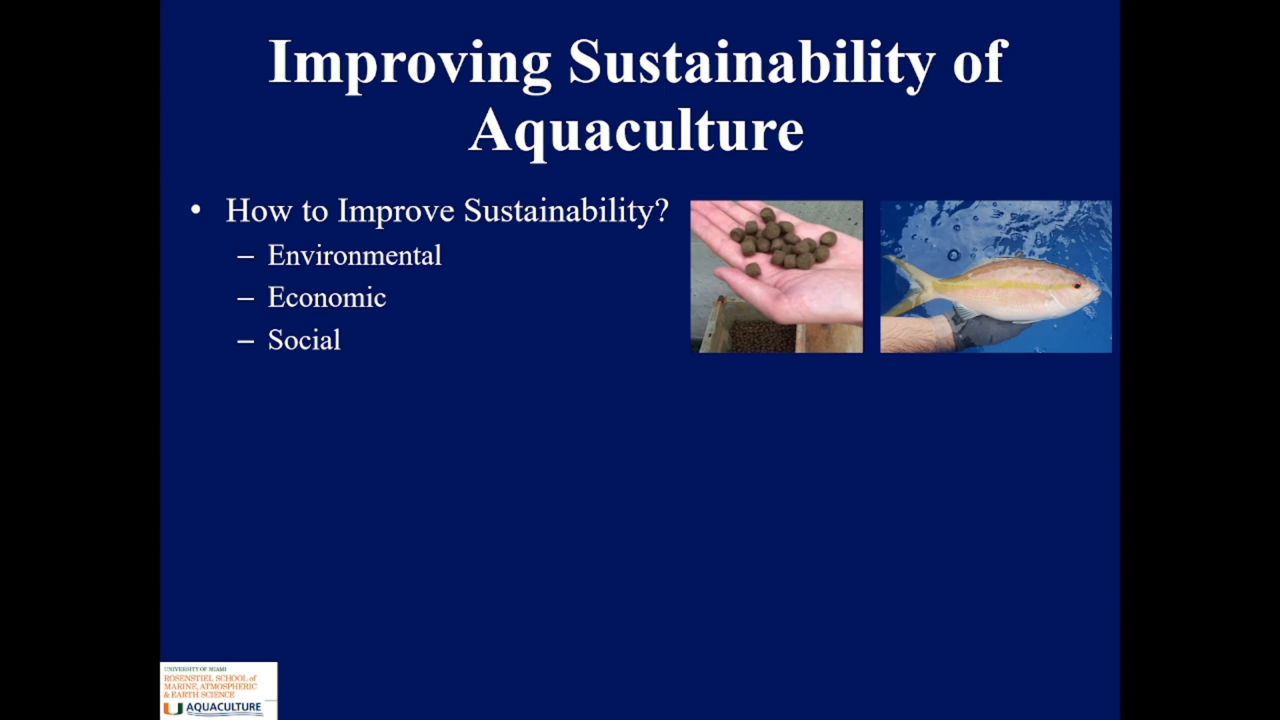 Improving Sustainability of
Aquaculture
• How to Improve Sustainability?
– Environmental
– Economic
– Social
UNIVERSITY OF MIAMI
ROSENSTIEL SCHOOL of
MARINE, ATMOSPHERIC
& EARTH SCIENCE
U AQUACULTURE